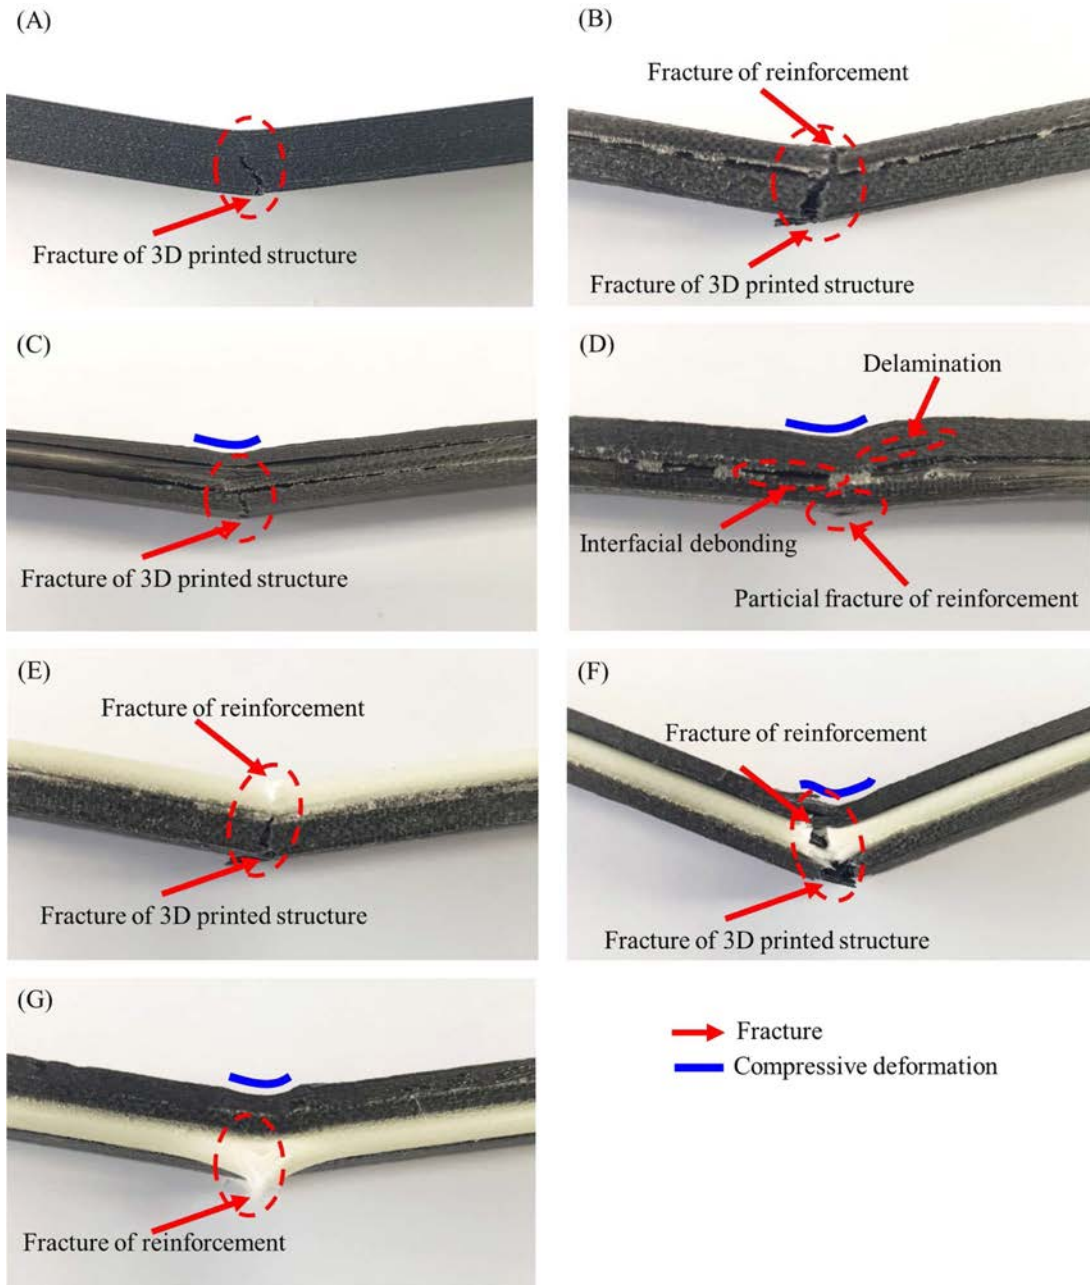 (A)
Fracture of 3D printed structure
(B)
Fracture of reinforcement
Fracture of 3D printed structure
(C)
Fracture of 3D printed structure
(D)
Delamination
Interfacial debonding
Particial fracture of reinforcement
(E)
Fracture of reinforcement
Fracture of 3D printed structure
(F)
Fracture of reinforcement
Fracture of 3D printed structure
(G)
Fracture of reinforcement
Fracture
Compressive deformation